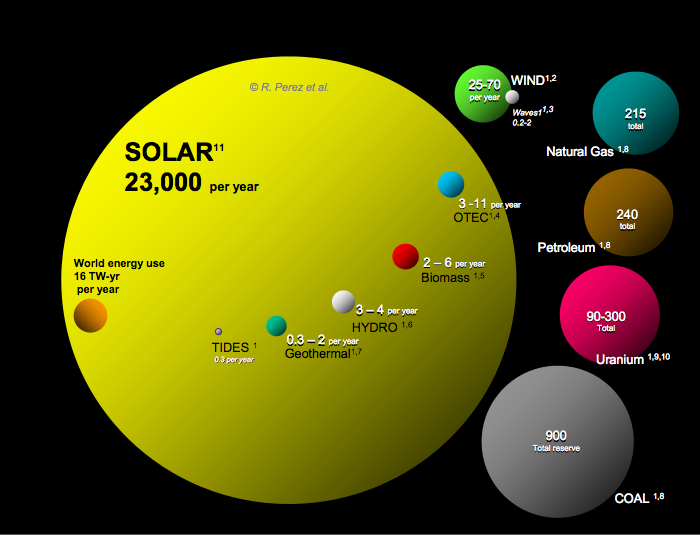 © R. Perez et al.
SOLAR11
23,000 per year
World energy use
16 TW-yr
per year
TIDES 1
0.3 per year
0.3 – 2 per year
Geothermal1,7
3 – 4 per year
HYDRO 1,6
2 – 6 per year
Biomass 1,5
3 -11 per year
OTEC1,4
25-70
per year
WIND1,2
Waves11,3
0.2-2
215
total
Natural Gas 1,8
240
total
Petroleum 1,8
90-300
Total
Uranium 1,9,10
900
Total reserve
COAL 1,8